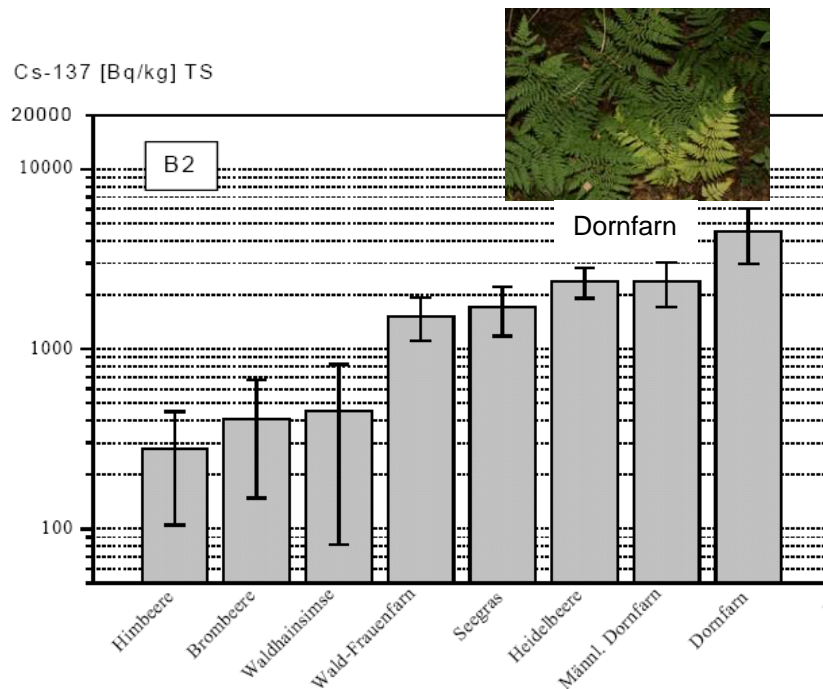 Cs-137 [Bq/kg] TS
20000
10000
1000
100
B2
Dornfarn
Himbeere
Brombeere
Waldhainsimse
Wald-Frauenfarn
Seegras
Heidelbeere
Männl. Dornfarn
Dornfarn